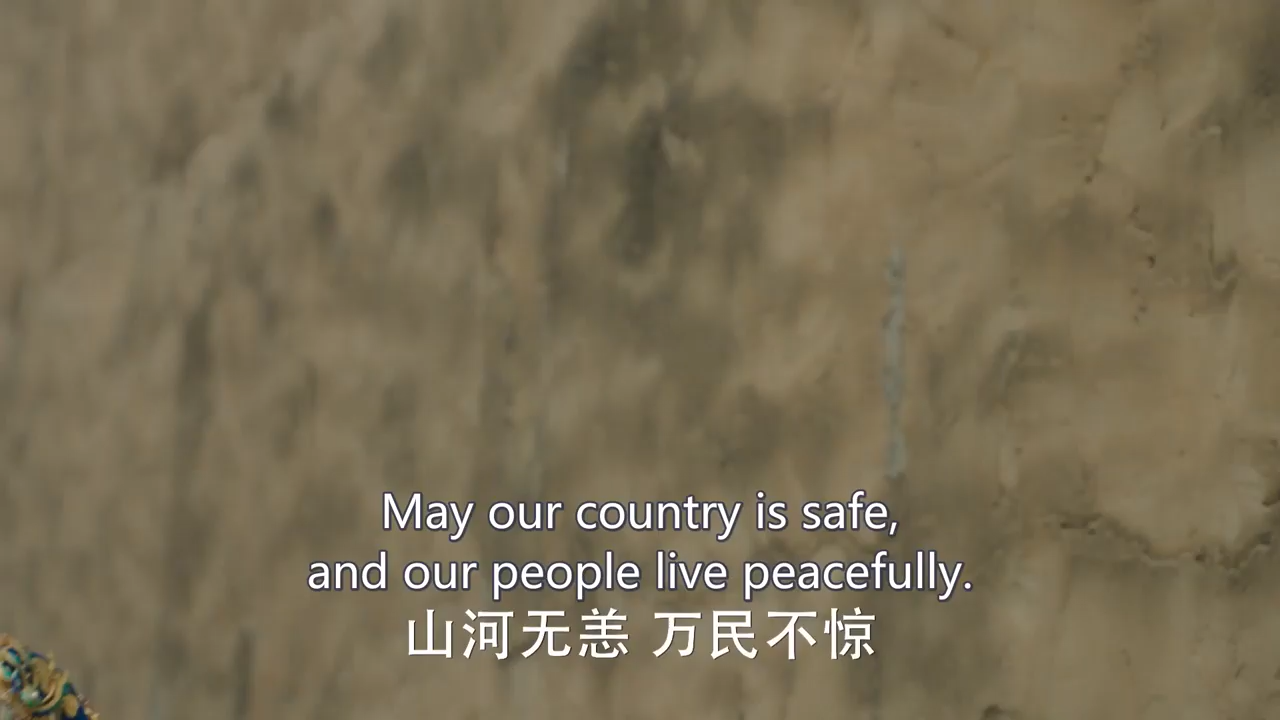 May our country is safe,
and our people live peacefully.
山河无恙 万民不惊